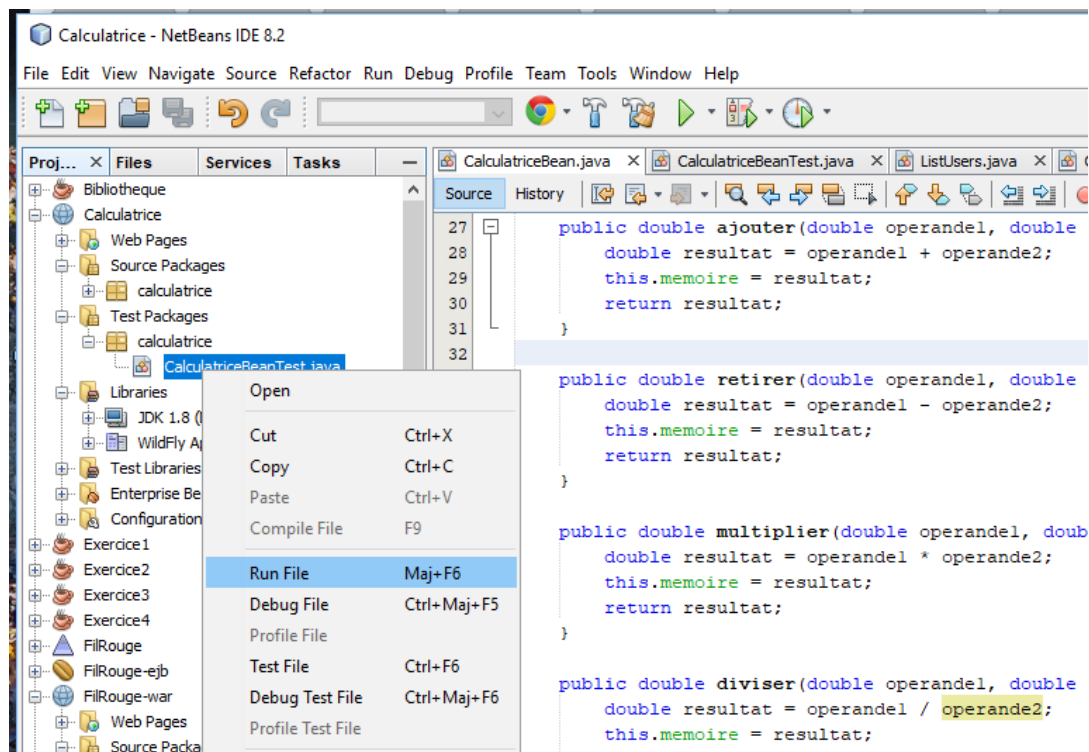 Calculatrice - NetBeans IDE 8.2
File Edit View Navigate Source Refactor Run Debug Profile Team Tools Window Help
Proj... × Files Services Tasks
Bibliotheque
Calculatrice
Web Pages
Source Packages
calculatrice
Test Packages
calculatrice
CalculatriceBeanTest.java
Libraries
JDK 1.8
WildFly
Test Libraries
Enterprise Be
Configuration
Exercice1
Exercice2
Exercice3
Exercice4
FilRouge
FilRouge-ejb
FilRouge-war
Web Pages
Source Packa
Open
Cut Ctrl+X
Copy Ctrl+C
Paste Ctrl+V
Compile File F9
Run File Maj+F6
Debug File Ctrl+Maj+F5
Profile File
Test File Ctrl+F6
Debug Test File Ctrl+Maj+F6
Profile Test File
CalculatriceBean.java × CalculatriceBeanTest.java × ListUsers.java ×
Source History
27 public double ajouter(double operande1, double
28 double resultat = operande1 + operande2;
29 this.memoire = resultat;
30 return resultat;
31 }
32
public double retirer(double operande1, double
double resultat = operande1 - operande2;
this.memoire = resultat;
return resultat;
}
public double multiplier(double operande1, doub
double resultat = operande1 * operande2;
this.memoire = resultat;
return resultat;
}
public double diviser(double operande1, double
double resultat = operande1 / operande2;
this.memoire = resultat;